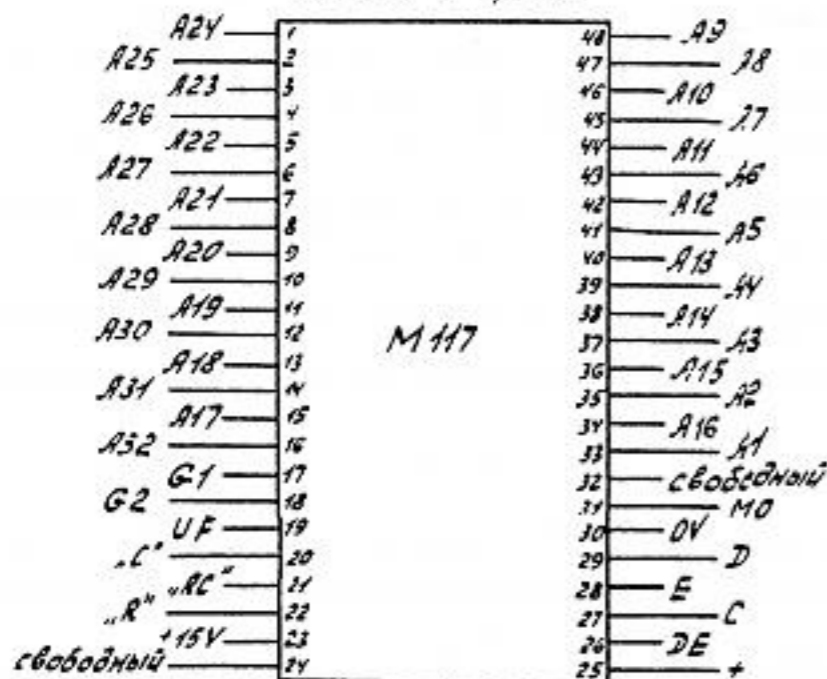 A24 1 48 A9
A25 2 47 A8
A23 3 46 A10
A26 4 45 A7
A22 5 44 A11
A27 6 43 A6
A21 7 42 A12
A28 8 41 A5
A20 9 40 A13
A29 10 39 A4
A19 11 38 A14
A30 12 M117 37 A3
A18 13 36 A15
A31 14 35 A2
A17 15 34 A16
A32 16 33 A1
G1 17 32 свободный
G2 18 31 MO
UF 19 30 OV
„C" 20 29 D
„RC" 21 28 E
„R" 22 27 C
+15V 23 26 DE
свободный 24 25 +